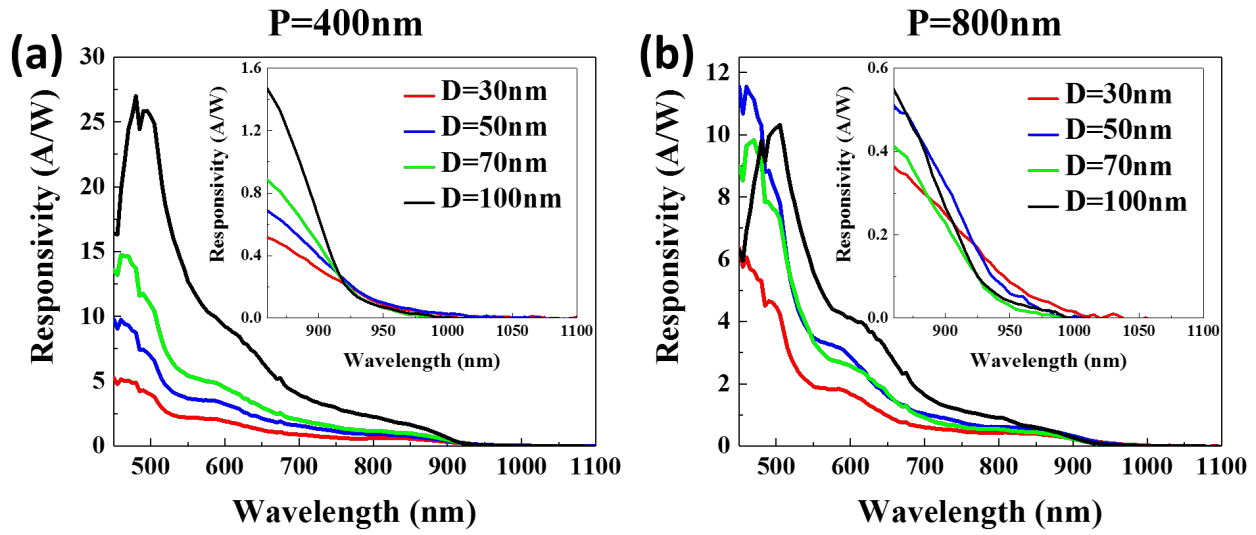 P=400nm
(a)
Responsivity (A/W)
30
25
20
15
10
5
0
500 600 700 800 900 1000 1100
Wavelength (nm)
Responsivity (A/W)
1.6
1.2
0.8
0.4
0.0
900 950 1000 1050 1100
Wavelength (nm)
D=30nm
D=50nm
D=70nm
D=100nm
P=800nm
(b)
Responsivity (A/W)
12
10
8
6
4
2
0
500 600 700 800 900 1000 1100
Wavelength (nm)
Responsivity (A/W)
0.6
0.4
0.2
0.0
900 950 1000 1050 1100
Wavelength (nm)
D=30nm
D=50nm
D=70nm
D=100nm